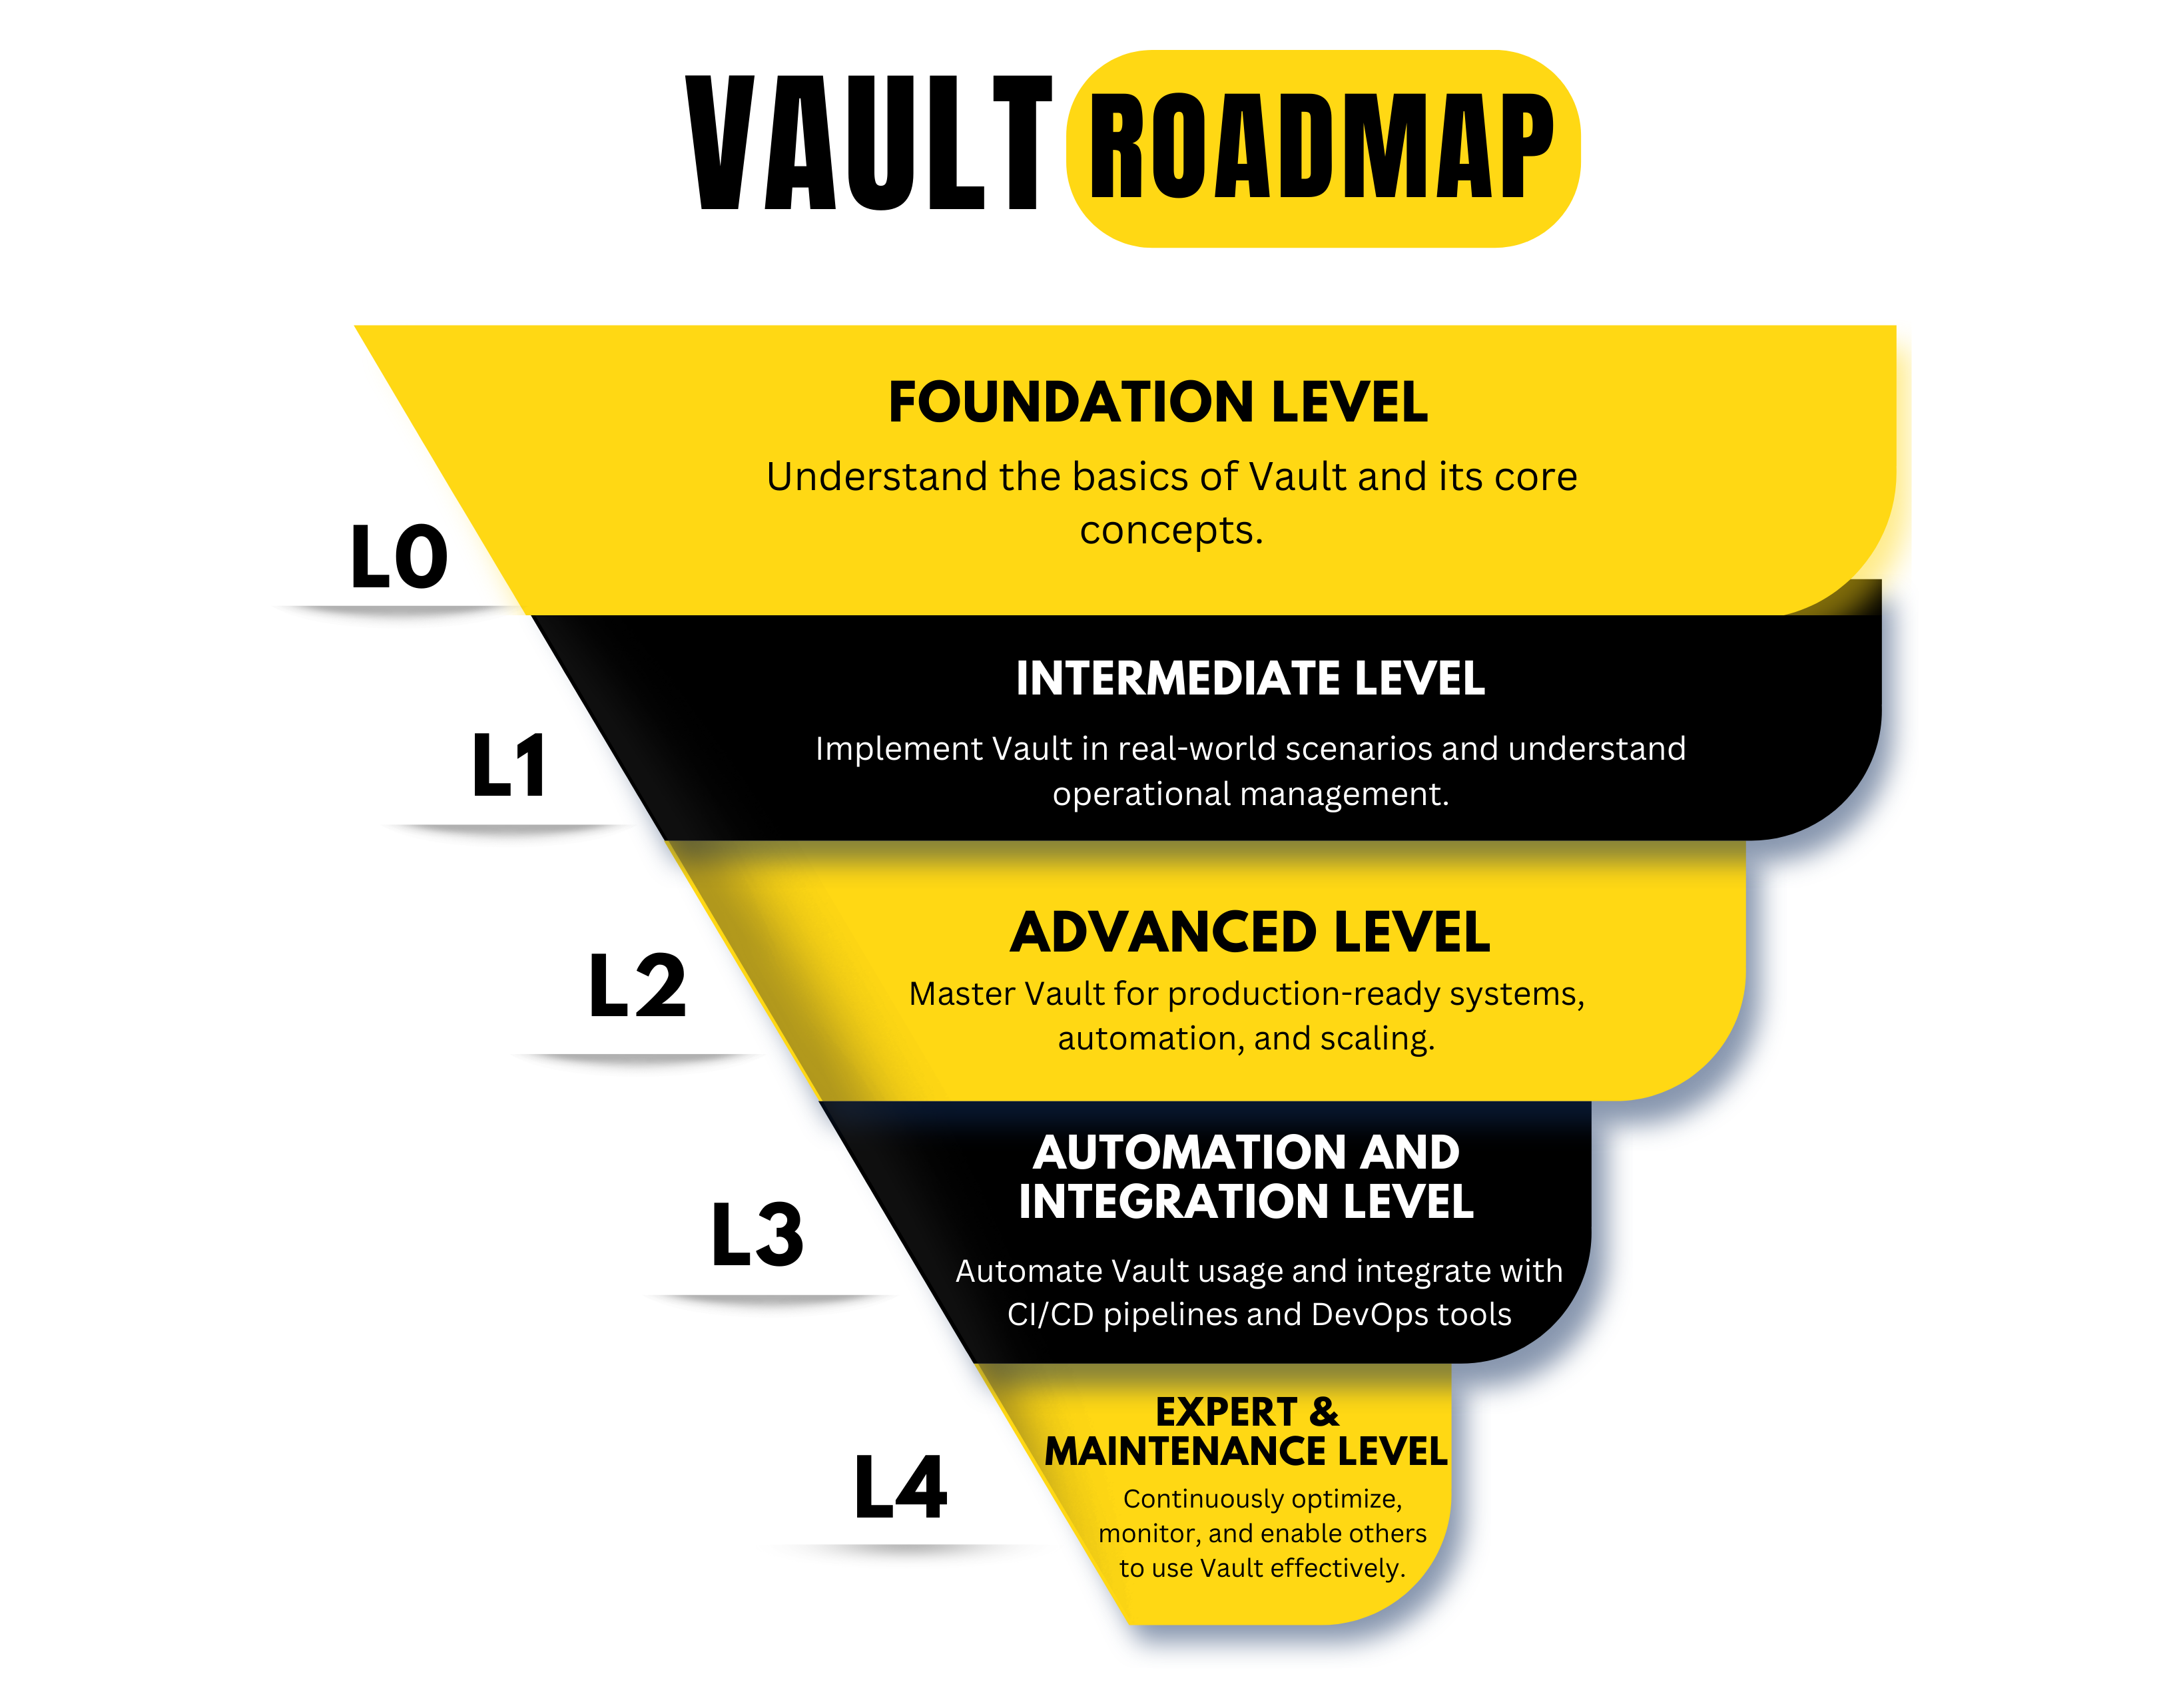 VAULT ROADMAP
FOUNDATION LEVEL
Understand the basics of Vault and its core
concepts.
L0
INTERMEDIATE LEVEL
Implement Vault in real-world scenarios and understand
operational management.
L1
ADVANCED LEVEL
Master Vault for production-ready systems,
automation, and scaling.
L2
AUTOMATION AND
INTEGRATION LEVEL
Automate Vault usage and integrate with
CI/CD pipelines and DevOps tools
L3
EXPERT &
MAINTENANCE LEVEL
Continuously optimize,
monitor, and enable others
to use Vault effectively.
L4